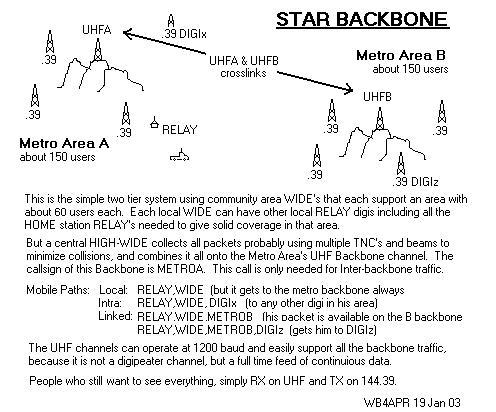 STAR BACKBONE
UHFA
.39 DIGIx
.39
UHFA & UHFB
crosslinks
Metro Area B
about 150 users
.39
UHFB
.39
RELAY
.39
Metro Area A
about 150 users
.39
.39
.39 DIGIz
This is the simple two tier system using community area WIDE's that each support an area with
about 60 users each. Each local WIDE can have other local RELAY digis including all the
HOME station RELAY's needed to give solid coverage in that area.
But a central HIGH-WIDE collects all packets probably using multiple TNC's and beams to
minimize collisions, and combines it all onto the Metro Area's UHF Backbone channel. The
callsign of this Backbone is METROA. This call is only needed for Inter-backbone traffic.
Mobile Paths: Local: RELAY,WIDE (but it gets to the metro backbone always
Intra: RELAY,WIDE,DIGIx (to any other digi in his area)
Linked: RELAY,WIDE,METROB (his packet is available on the B backbone
RELAY,WIDE,METROB,DIGIz (gets him to DIGIz)
The UHF channels can operate at 1200 baud and easily support all the backbone traffic,
because it is not a digipeater channel, but a full time feed of continuious data.
People who still want to see everything, simply RX on UHF and TX on 144.39.
WB4APR 19 Jan 03